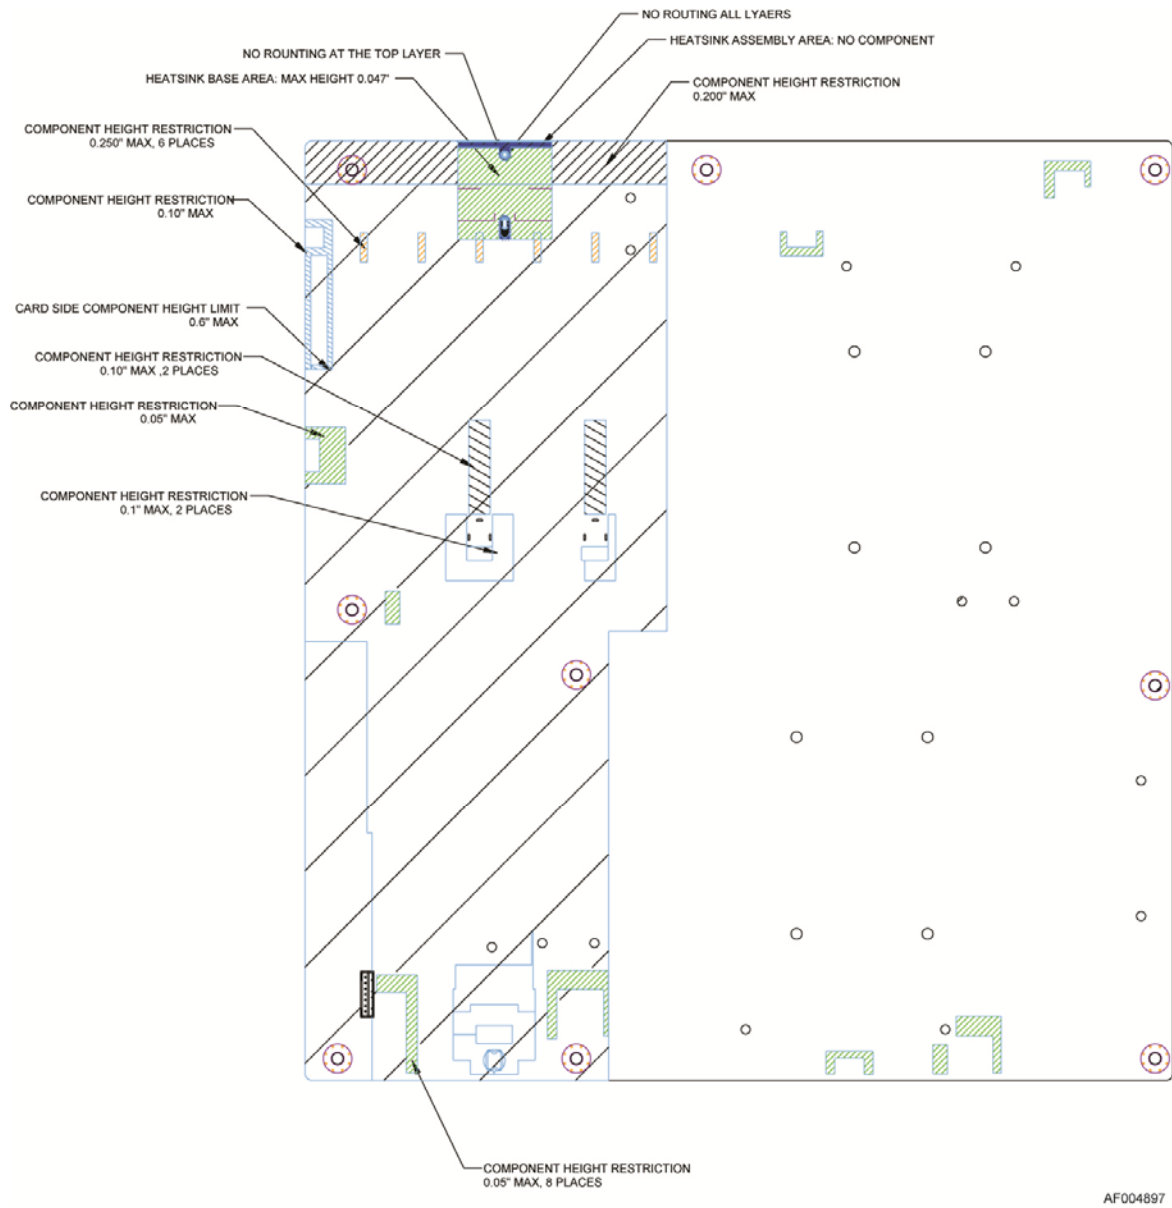 NO ROUTING ALL LYAERS
HEATSINK ASSEMBLY AREA: NO COMPONENT
NO ROUNTING AT THE TOP LAYER
HEATSINK BASE AREA: MAX HEIGHT 0.047'
COMPONENT HEIGHT RESTRICTION
0.200" MAX
COMPONENT HEIGHT RESTRICTION
0.250" MAX, 6 PLACES
COMPONENT HEIGHT RESTRICTION
0.10" MAX
CARD SIDE COMPONENT HEIGHT LIMIT
0.6" MAX
COMPONENT HEIGHT RESTRICTION
0.10" MAX ,2 PLACES
COMPONENT HEIGHT RESTRICTION
0.05" MAX
COMPONENT HEIGHT RESTRICTION
0.1" MAX, 2 PLACES
COMPONENT HEIGHT RESTRICTION
0.05" MAX, 8 PLACES
AF004897